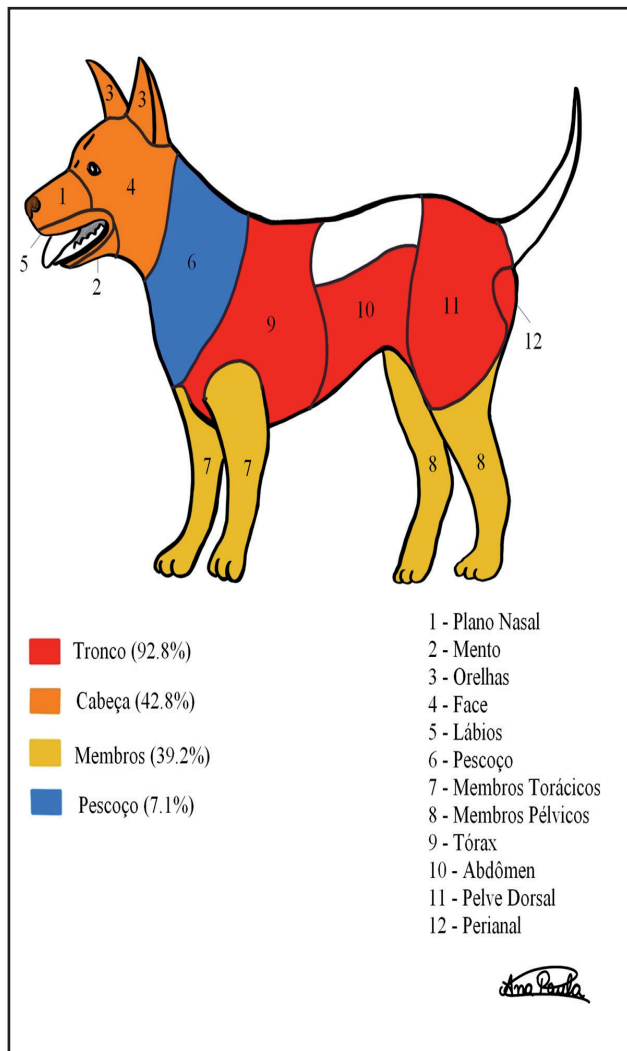 3
3
1
4
5
2
6
9
10
11
12
7
7
8
8
Tronco (92.8%)
Cabeça (42.8%)
Membros (39.2%)
Pescoço (7.1%)
1 - Plano Nasal
2 - Mento
3 - Orelhas
4 - Face
5 - Lábios
6 - Pescoço
7 - Membros Torácicos
8 - Membros Pélvicos
9 - Tórax
10 - Abdômen
11 - Pelve Dorsal
12 - Perianal
Ana Paula